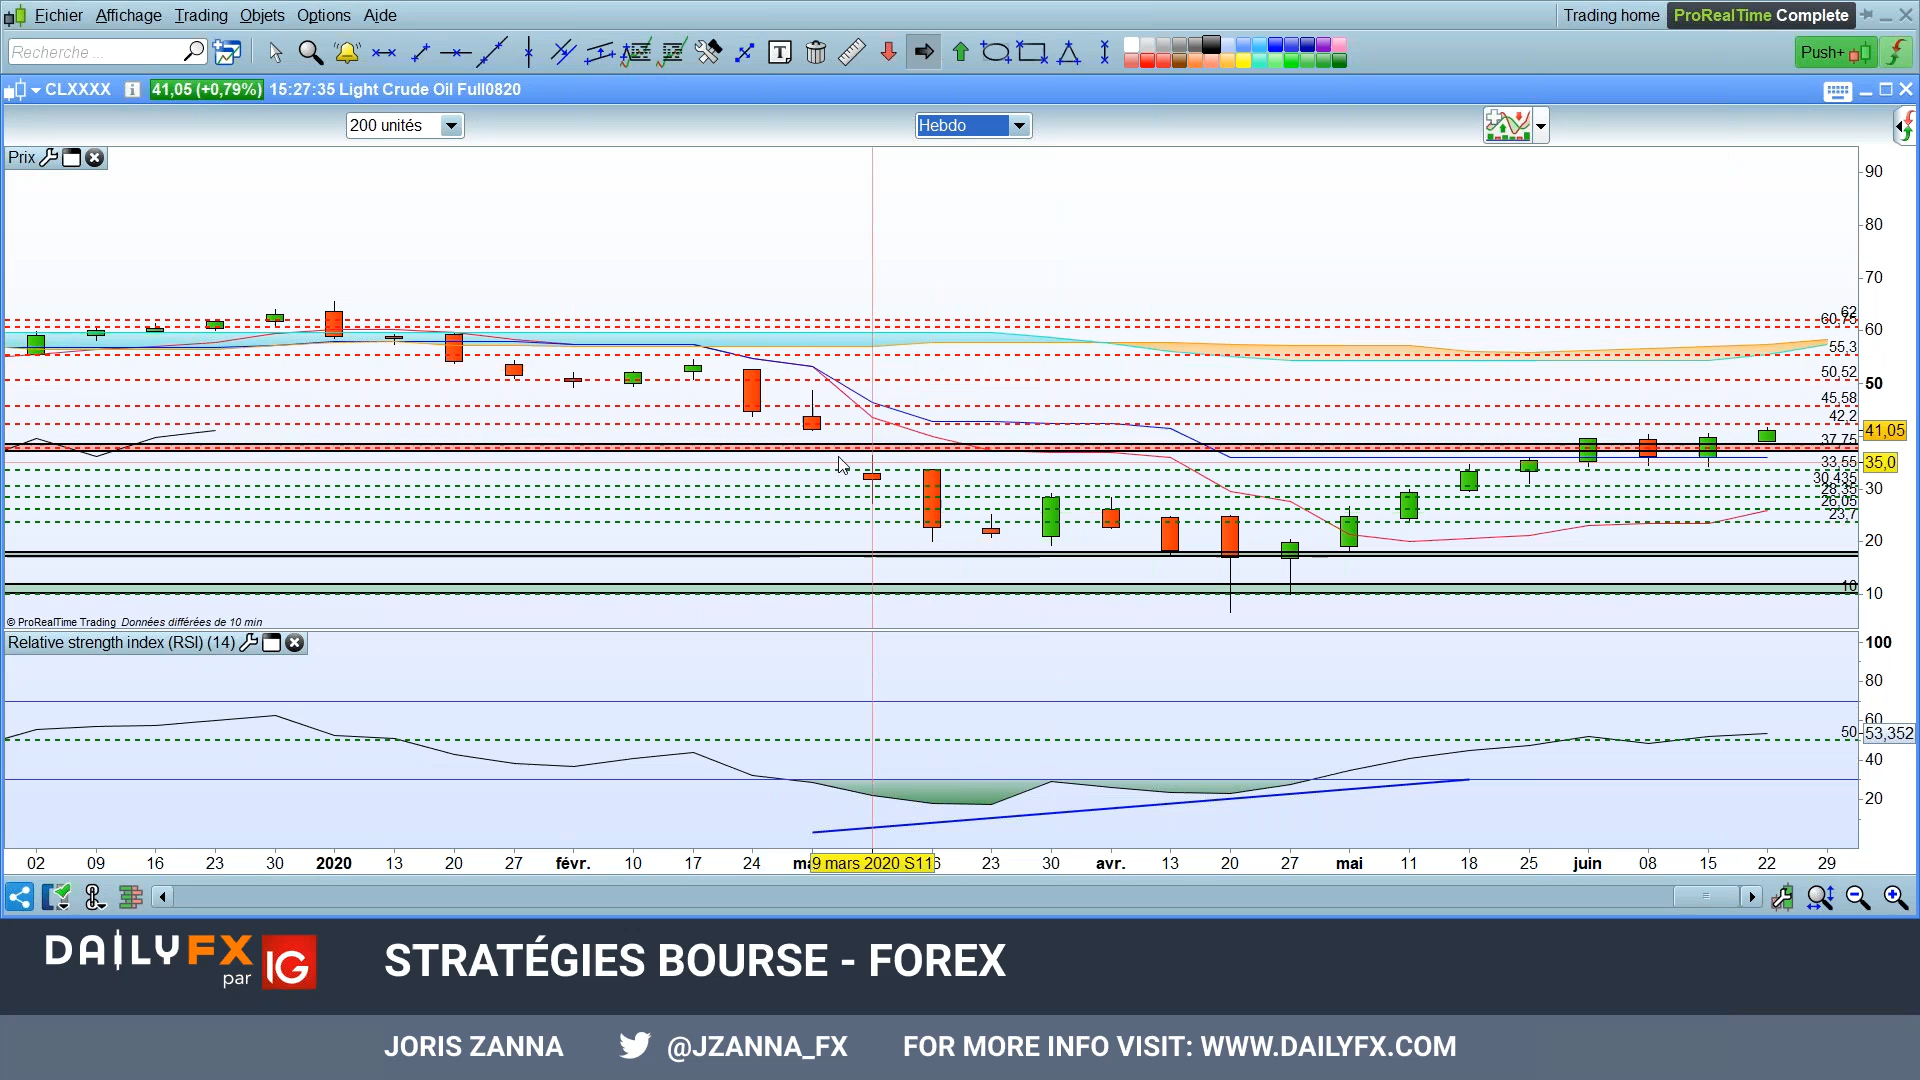 Fichier Affichage Trading Objets Options Aide
Trading home ProRealTime Complete
Recherche...
Push+
CLXXXX 41,05 (+0,79%) 15:27:35 Light Crude Oil Full0820
200 unités
Hebdo
Prix
90
80
70
62
60,75
60
55,3
50,52
50
45,58
42,2
41,05
37,75
35,0
33,55
30,435
30
28,35
26,05
23,7
20
10
10
© ProRealTime Trading Données différées de 10 min
Relative strength index (RSI) (14)
100
80
60
50
53,352
40
20
02 09 16 23 30 2020 13 20 27 févr. 10 17 24 9 mars 2020 S11 23 30 avr. 13 20 27 mai 11 18 25 juin 08 15 22 29
DAILYFX
par IG
STRATÉGIES BOURSE - FOREX
JORIS ZANNA @JZANNA_FX FOR MORE INFO VISIT: WWW.DAILYFX.COM